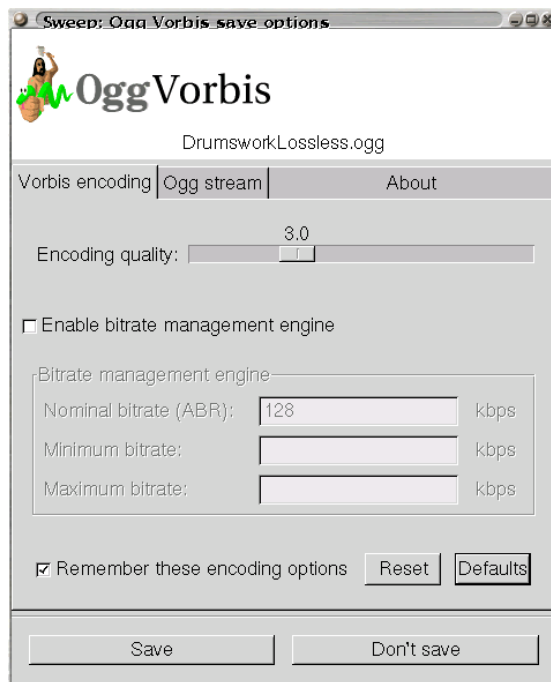 Sweep: Ogg Vorbis save options
OggVorbis
DrumsworkLossless.ogg
Vorbis encoding Ogg stream About
3.0
Encoding quality:
Enable bitrate management engine
Bitrate management engine
Nominal bitrate (ABR): 128 kbps
Minimum bitrate: kbps
Maximum bitrate: kbps
Remember these encoding options Reset Defaults
Save Don't save